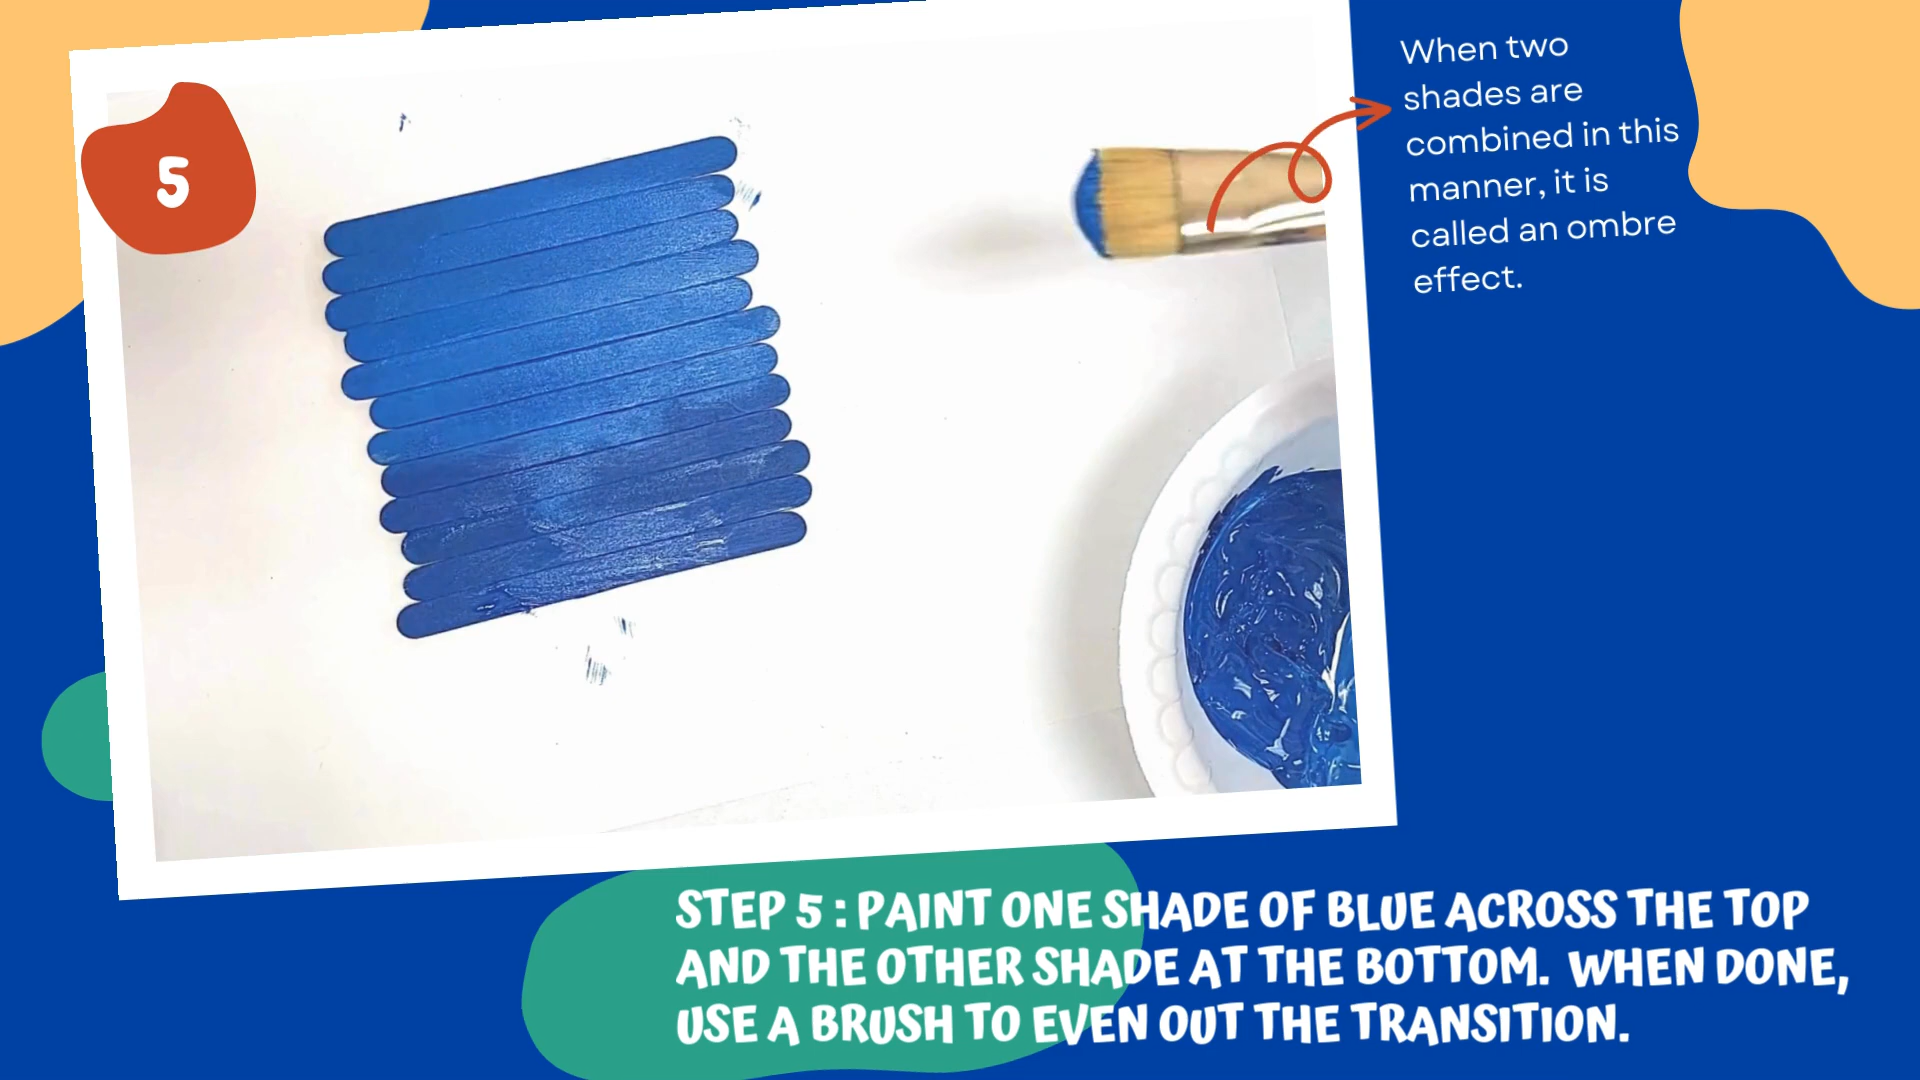 5
When two
shades are
combined in this
manner, it is
called an ombre
effect.
STEP 5 : PAINT ONE SHADE OF BLUE ACROSS THE TOP
AND THE OTHER SHADE AT THE BOTTOM. WHEN DONE,
USE A BRUSH TO EVEN OUT THE TRANSITION.